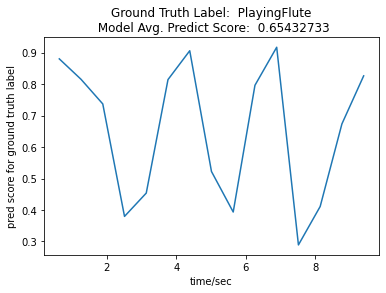 Ground Truth Label:  PlayingFlute
Model Avg. Predict Score:  0.65432733
0.9
0.8
0.7
0.6
0.5
0.4
0.3
pred score for ground truth label
2
4
6
8
time/sec